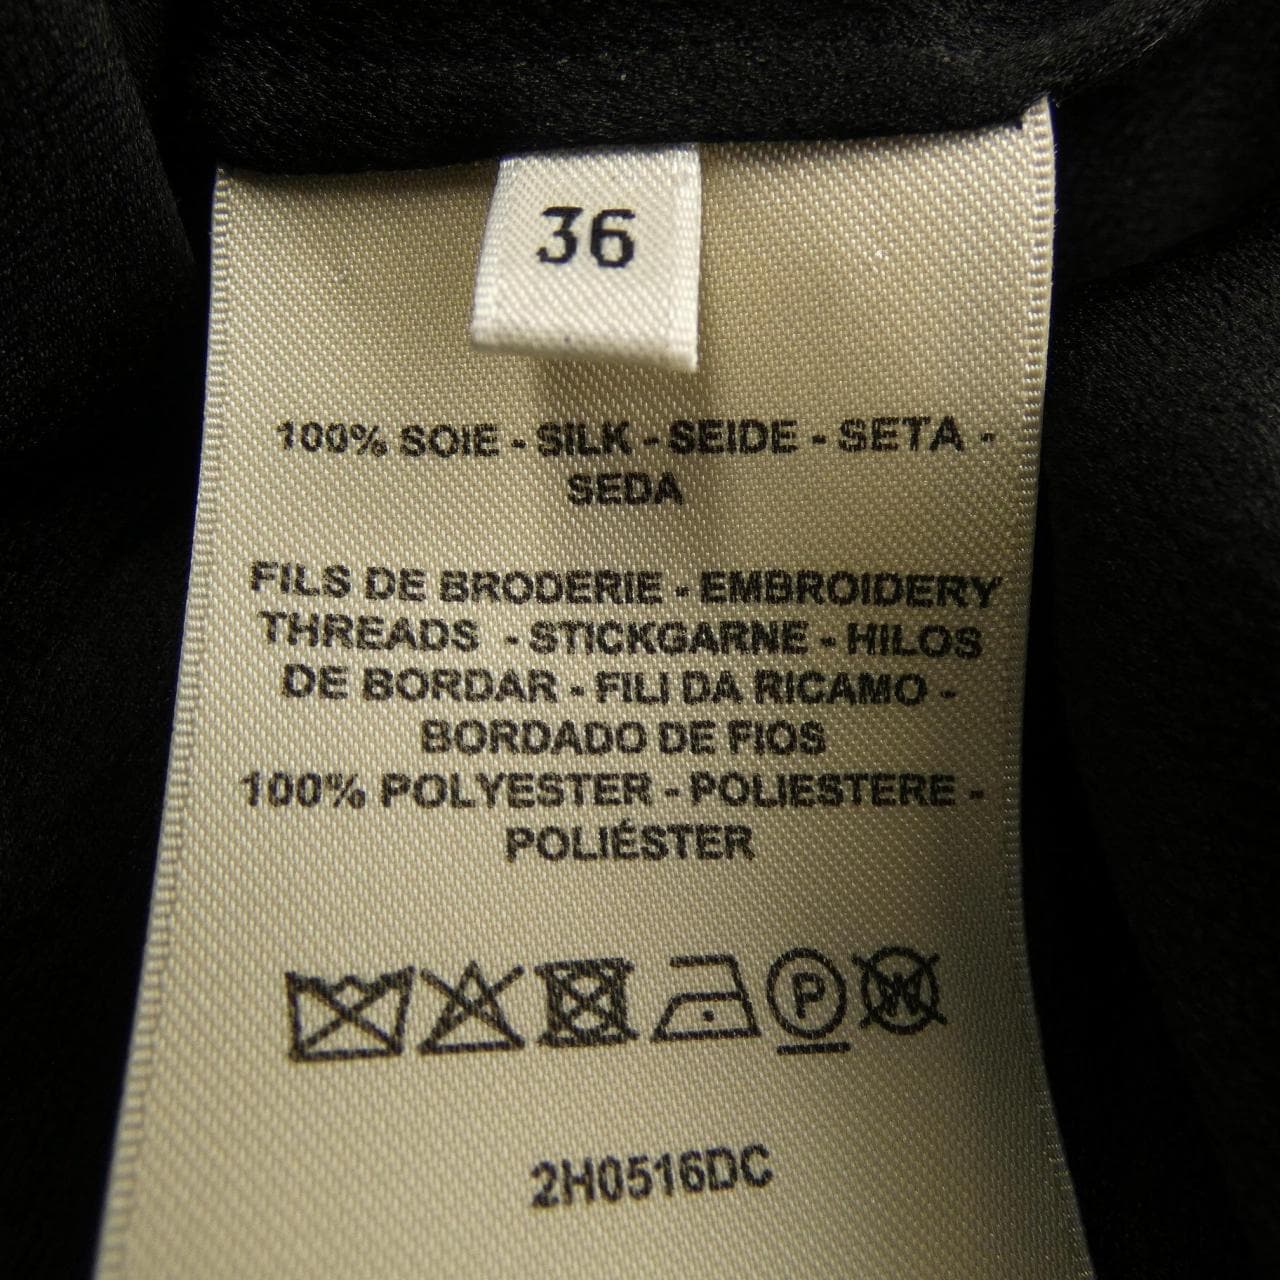 36
100% SOIE - SILK - SEIDE - SETA -
SEDA
FILS DE BRODERIE - EMBROIDERY
THREADS - STICKGARNE - HILOS
DE BORDAR - FILI DA RICAMO -
BORDADO DE FIOS
100% POLYESTER - POLIESTERE -
POLIÉSTER
P W
2H0516DC